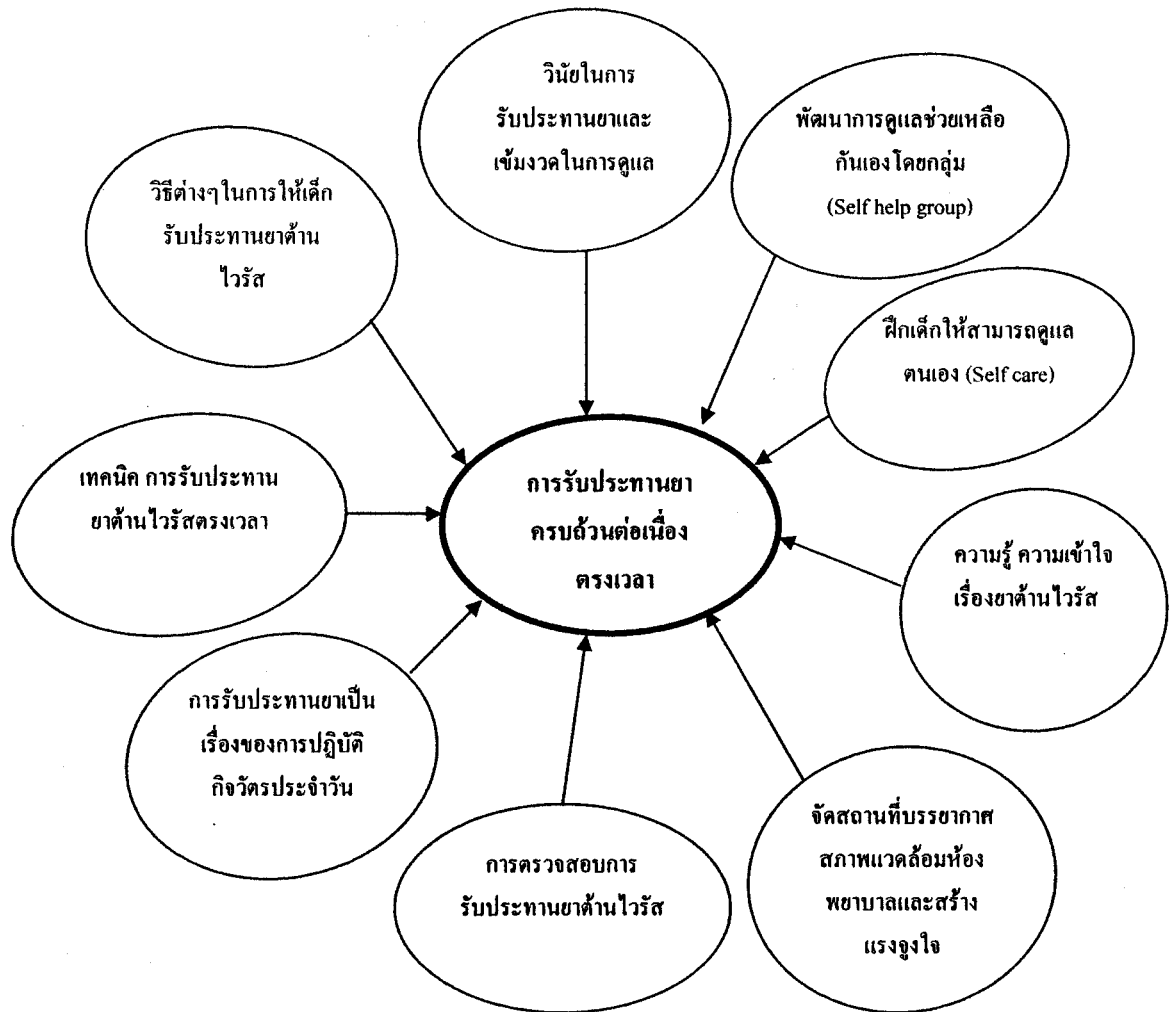 วินัยในการ
รับประทานยาและ
เข้มงวดในการดูแล
พัฒนาการดูแลช่วยเหลือ
กันเองโดยกลุ่ม
(Self help group)
วิธีต่างๆในการให้เด็ก
รับประทานยาต้าน
ไวรัส
ฝึกเด็กให้สามารถดูแล
ตนเอง (Self care)
เทคนิค การรับประทาน
ยาต้านไวรัสตรงเวลา
การรับประทานยา
ครบถ้วนต่อเนื่อง
ตรงเวลา
ความรู้ ความเข้าใจ
เรื่องยาต้านไวรัส
การรับประทานยาเป็น
เรื่องของการปฏิบัติ
กิจวัตรประจำวัน
การตรวจสอบการ
รับประทานยาต้านไวรัส
จัดสถานที่บรรยากาศ
สภาพแวดล้อมห้อง
พยาบาลและสร้าง
แรงจูงใจ